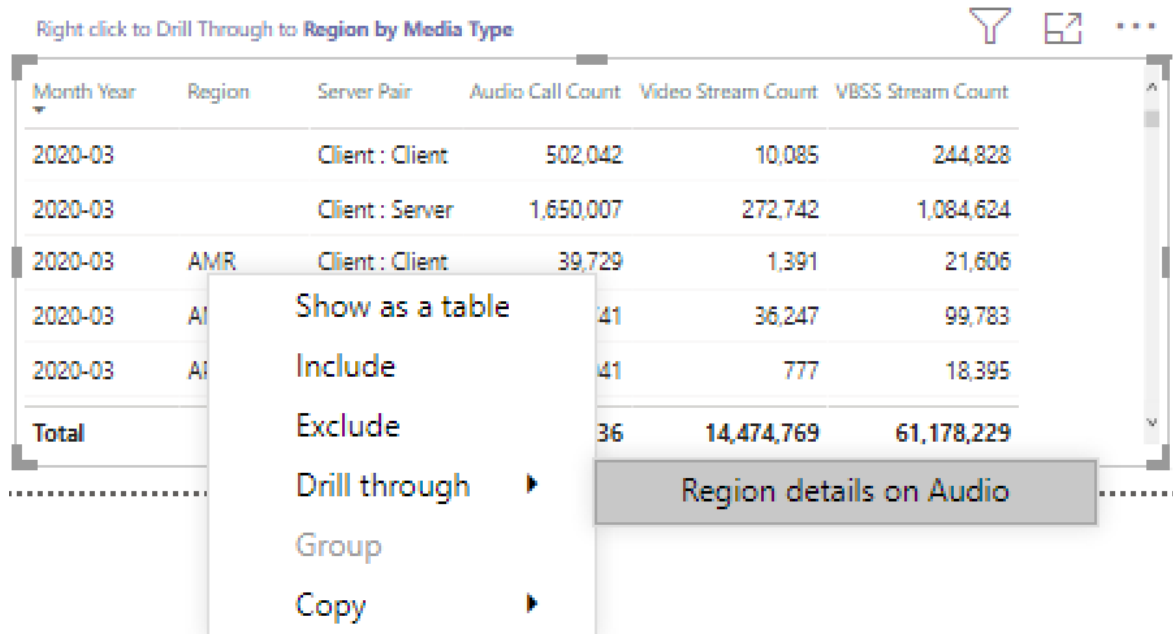 Right click to Drill Through to Region by Media Type
Month Year Region Server Pair Audio Call Count Video Stream Count VBSS Stream Count
2020-03 Client : Client 502,042 10,085 244,828
2020-03 Client : Server 1,650,007 272,742 1,084,624
2020-03 AMR Client : Client 39,729 1,391 21,606
2020-03 41 36,247 99,783
2020-03 41 777 18,395
Total 36 14,474,769 61,178,229
Show as a table
Include
Exclude
Drill through
Region details on Audio
Group
Copy